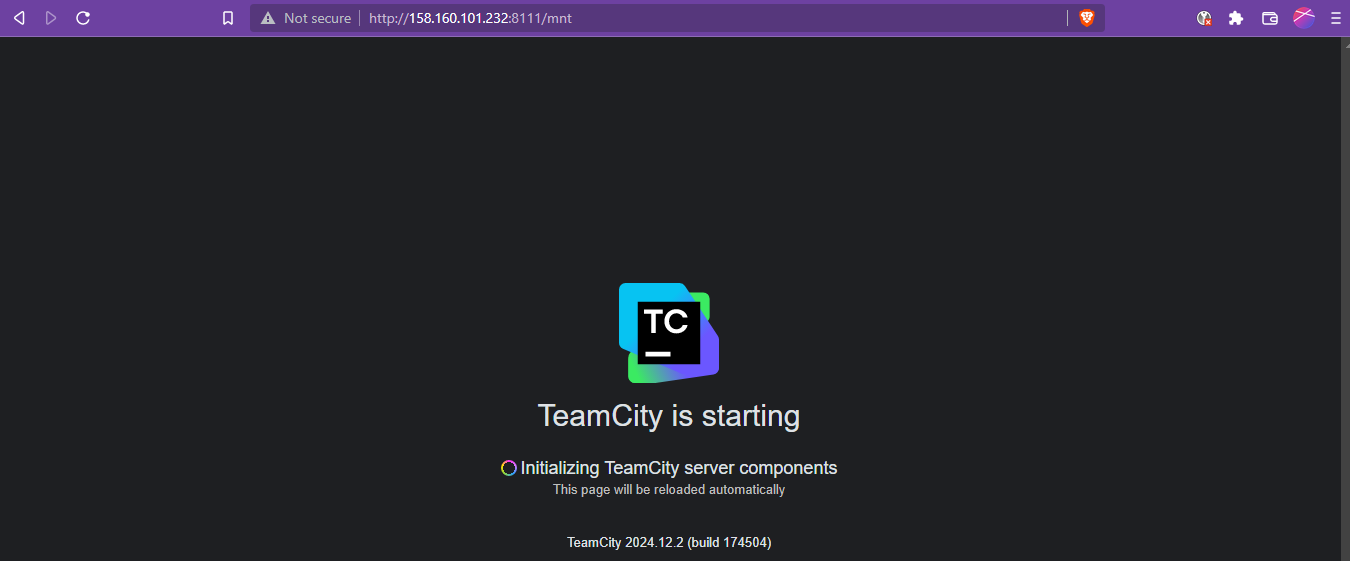 Not secure http://158.160.101.232:8111/mnt
TC
TeamCity is starting
Initializing TeamCity server components
This page will be reloaded automatically
TeamCity 2024.12.2 (build 174504)